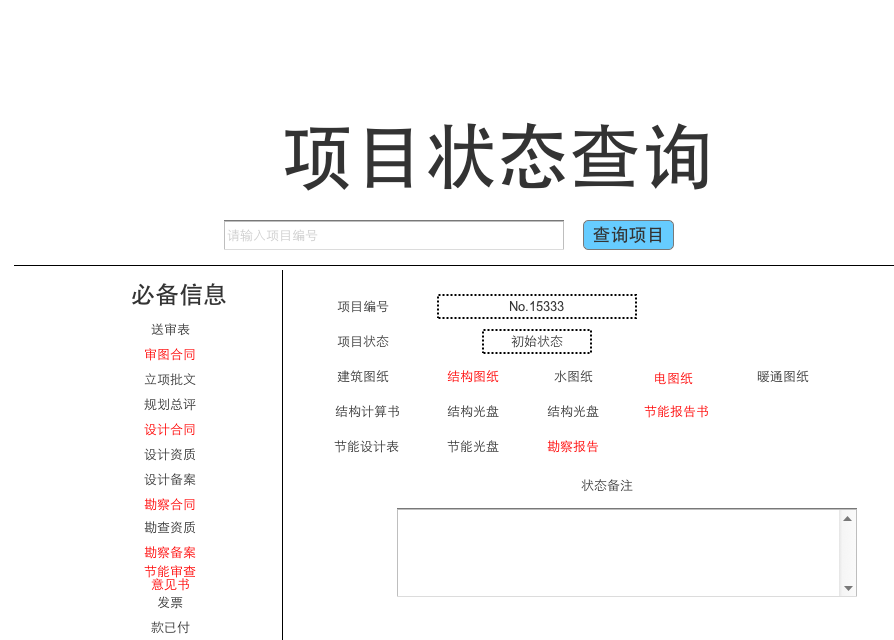 项目状态查询
请输入项目编号
查询项目
必备信息
送审表
审图合同
立项批文
规划总评
设计合同
设计资质
设计备案
勘察合同
勘查资质
勘察备案
节能审查
意见书
发票
款已付
项目编号 No.15333
项目状态 初始状态
建筑图纸 结构图纸 水图纸 电图纸 暖通图纸
结构计算书 结构光盘 结构光盘 节能报告书
节能设计表 节能光盘 勘察报告
状态备注